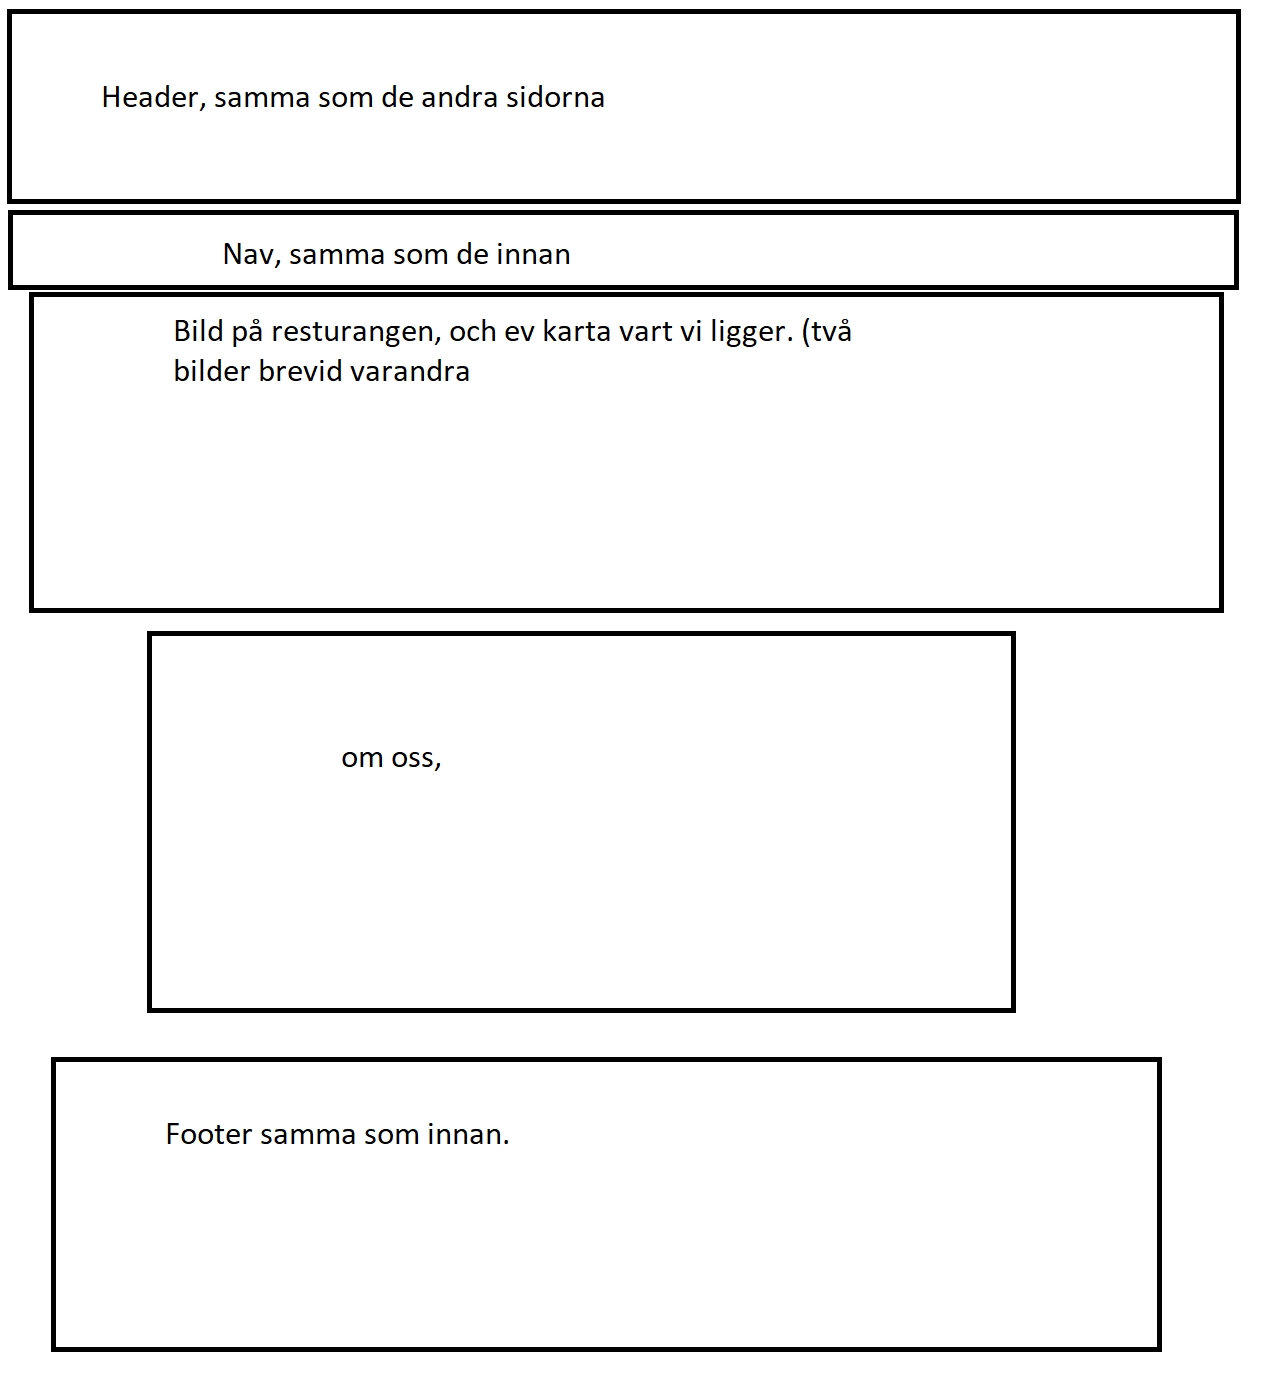 Header, samma som de andra sidorna
Nav, samma som de innan
Bild på resturangen, och ev karta vart vi ligger. (två
bilder brevid varandra
om oss,
Footer samma som innan.